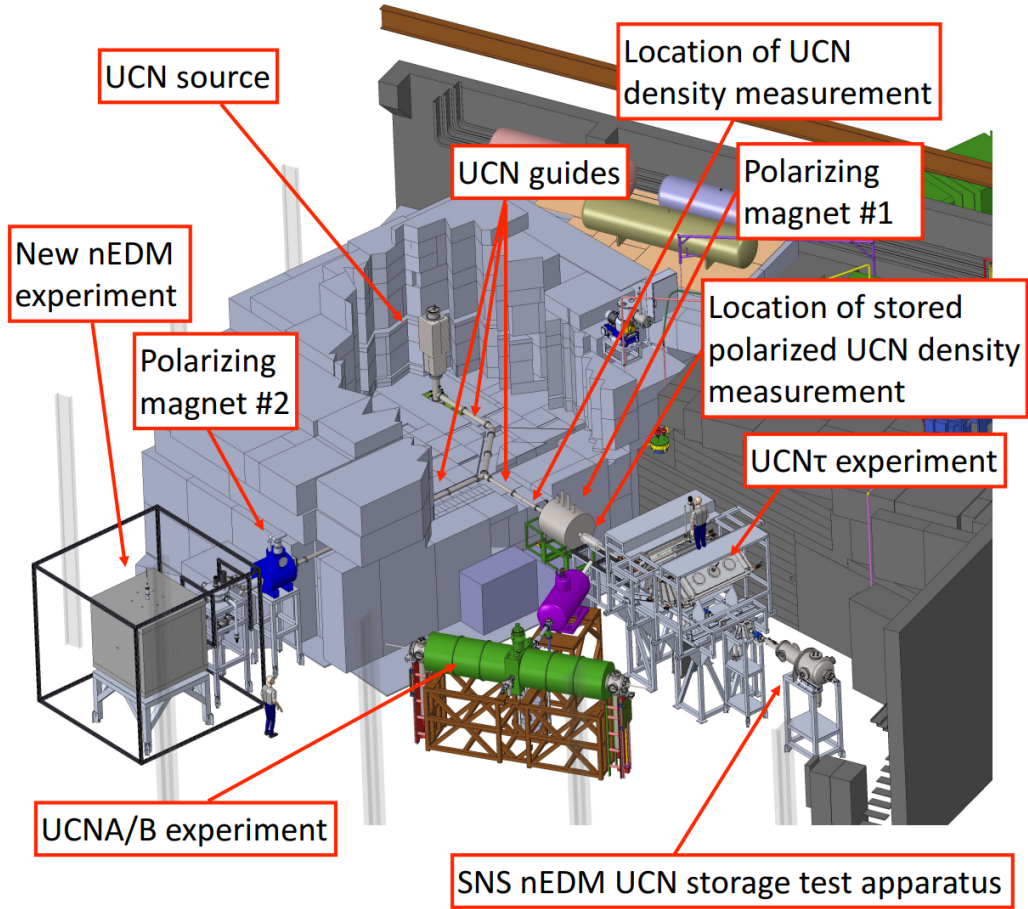 UCN source
Location of UCN
density measurement
UCN guides
Polarizing
magnet #1
New nEDM
experiment
Location of stored
polarized UCN density
measurement
Polarizing
magnet #2
UCNτ experiment
UCNA/B experiment
SNS nEDM UCN storage test apparatus